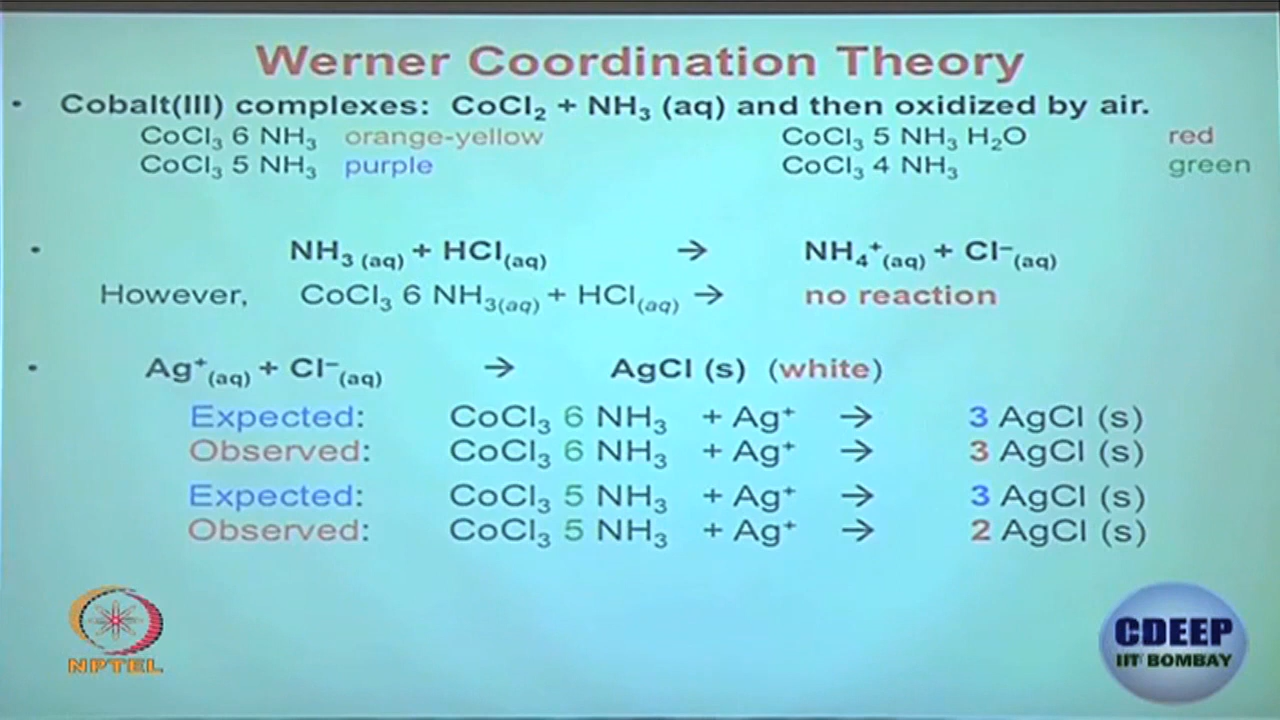 Werner Coordination Theory
• Cobalt(III) complexes: CoCl₂ + NH₃ (aq) and then oxidized by air.
CoCl₃ 6 NH₃ orange-yellow CoCl₃ 5 NH₃ H₂O red
CoCl₃ 5 NH₃ purple CoCl₃ 4 NH₃ green
• NH₃ (aq) + HCl(aq) → NH₄⁺(aq) + Cl⁻(aq)
However, CoCl₃ 6 NH₃(aq) + HCl(aq) → no reaction
• Ag⁺(aq) + Cl⁻(aq) → AgCl (s) (white)
Expected: CoCl₃ 6 NH₃ + Ag⁺ → 3 AgCl (s)
Observed: CoCl₃ 6 NH₃ + Ag⁺ → 3 AgCl (s)
Expected: CoCl₃ 5 NH₃ + Ag⁺ → 3 AgCl (s)
Observed: CoCl₃ 5 NH₃ + Ag⁺ → 2 AgCl (s)
NPTEL
CDEEP
IIT BOMBAY